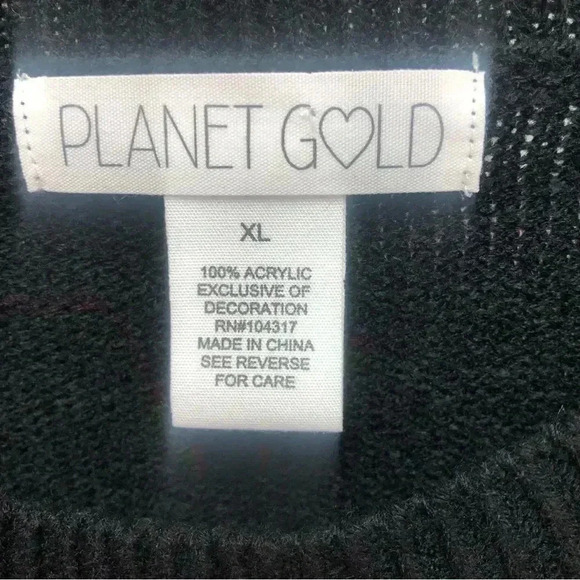 PLANET G♡LD
XL
100% ACRYLIC
EXCLUSIVE OF
DECORATION
RN#104317
MADE IN CHINA
SEE REVERSE
FOR CARE